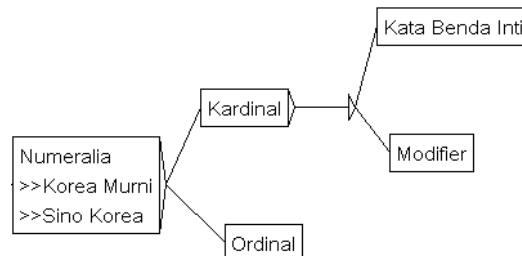 Kata Benda Inti
Kardinal
Modifier
Numeralia
>>Korea Murni
>>Sino Korea
Ordinal